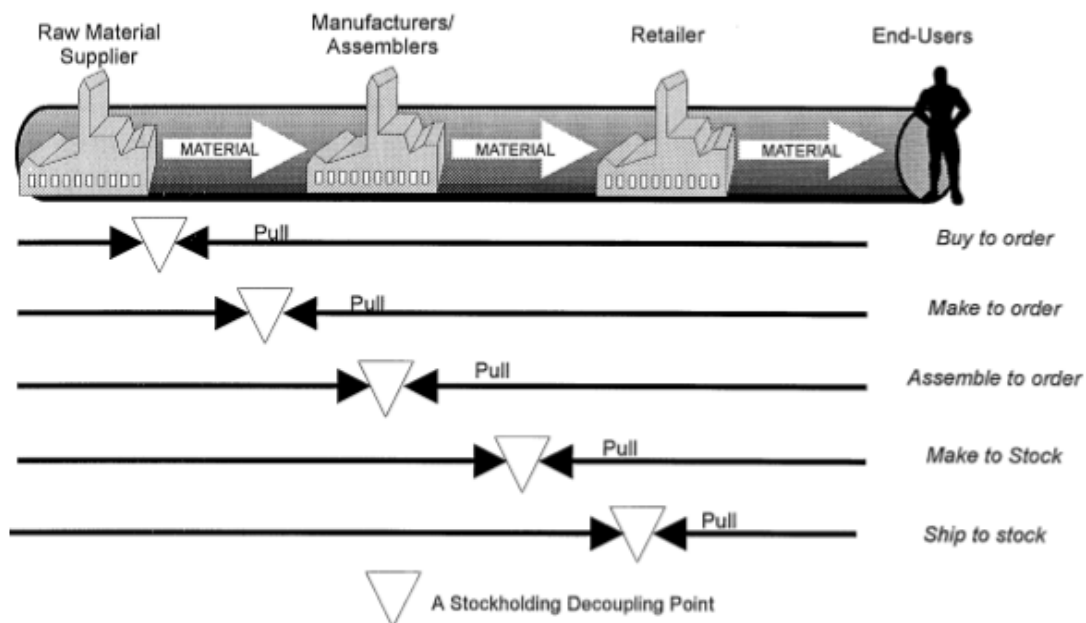 Raw Material
Supplier
Manufacturers/
Assemblers
Retailer
End-Users
MATERIAL
MATERIAL
MATERIAL
Pull
Buy to order
Pull
Make to order
Pull
Assemble to order
Pull
Make to Stock
Pull
Ship to stock
A Stockholding Decoupling Point